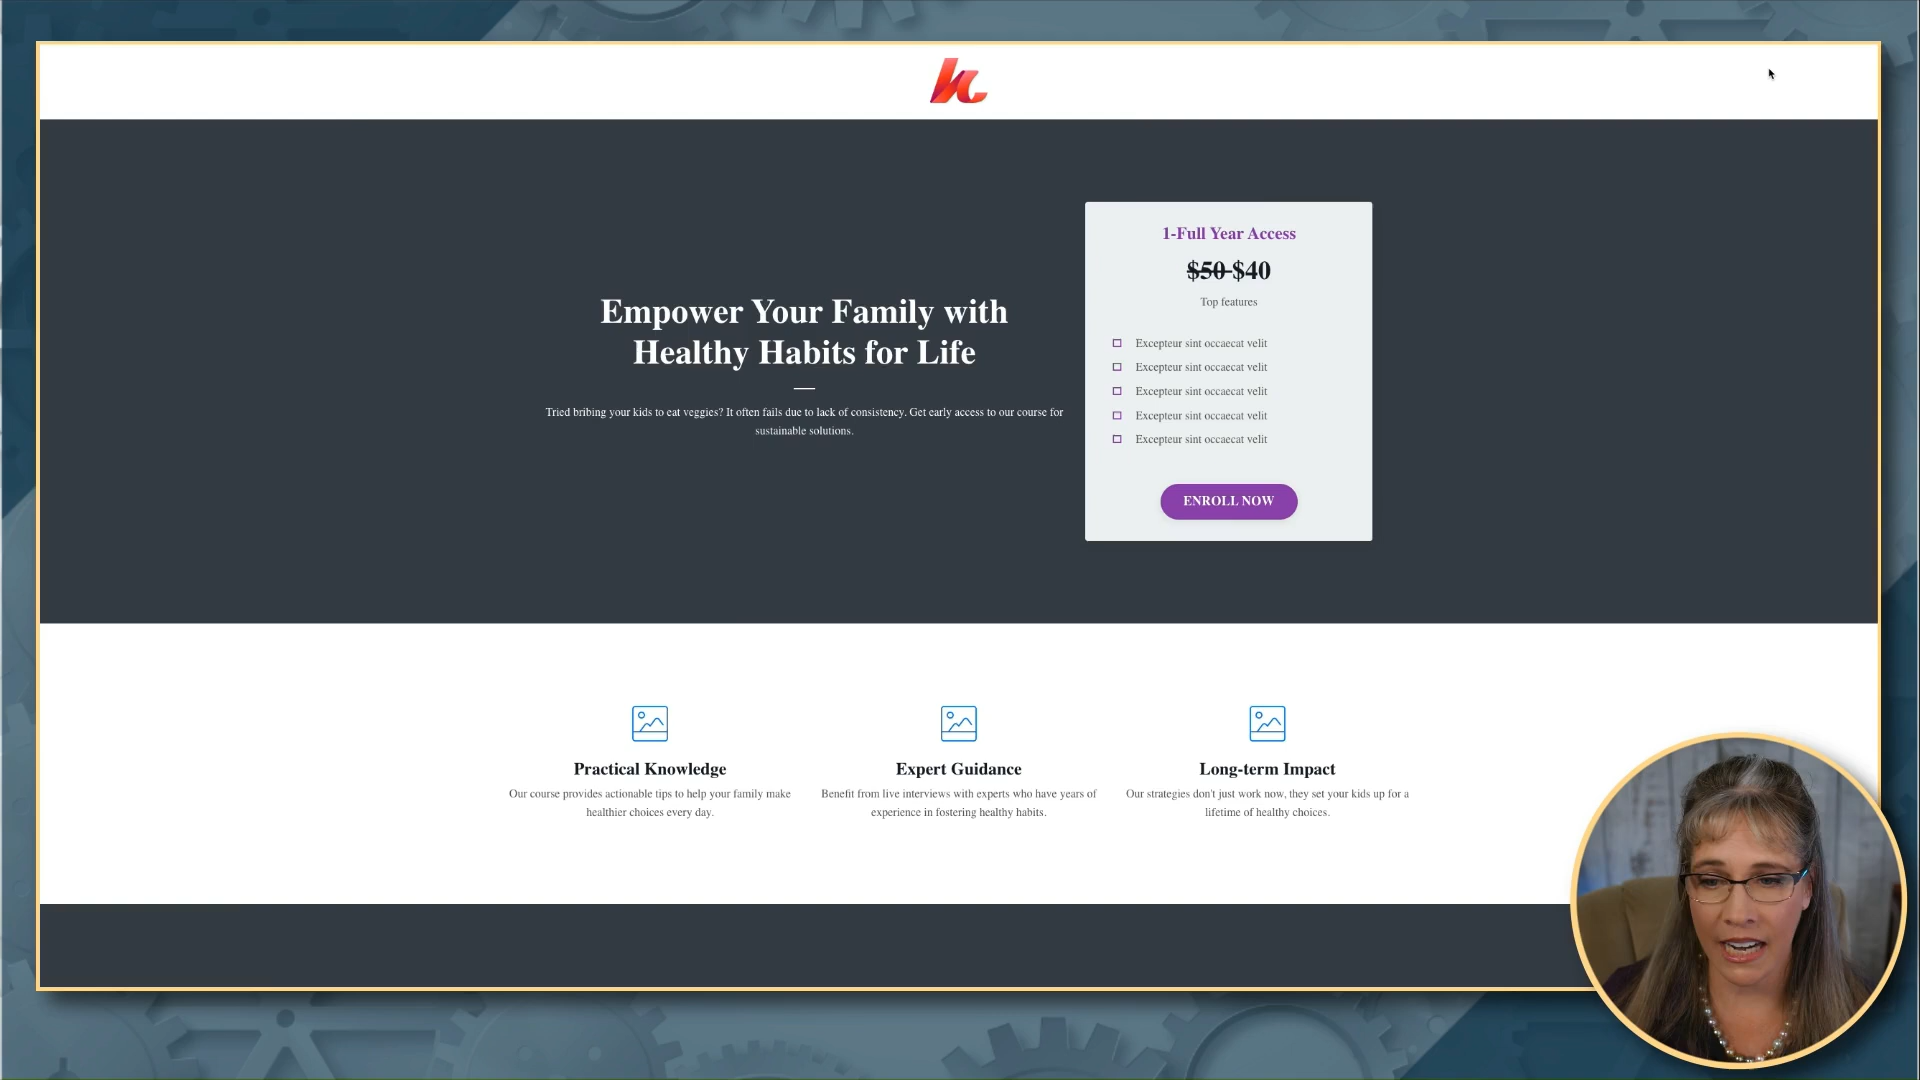 Empower Your Family with
Healthy Habits for Life
Tried bribing your kids to eat veggies? It often fails due to lack of consistency. Get early access to our course for
sustainable solutions.
1-Full Year Access
$50 $40
Top features
Excepteur sint occaecat velit
Excepteur sint occaecat velit
Excepteur sint occaecat velit
Excepteur sint occaecat velit
Excepteur sint occaecat velit
ENROLL NOW
Practical Knowledge
Our course provides actionable tips to help your family make
healthier choices every day.
Expert Guidance
Benefit from live interviews with experts who have years of
experience in fostering healthy habits.
Long-term Impact
Our strategies don't just work now, they set your kids up for a
lifetime of healthy choices.